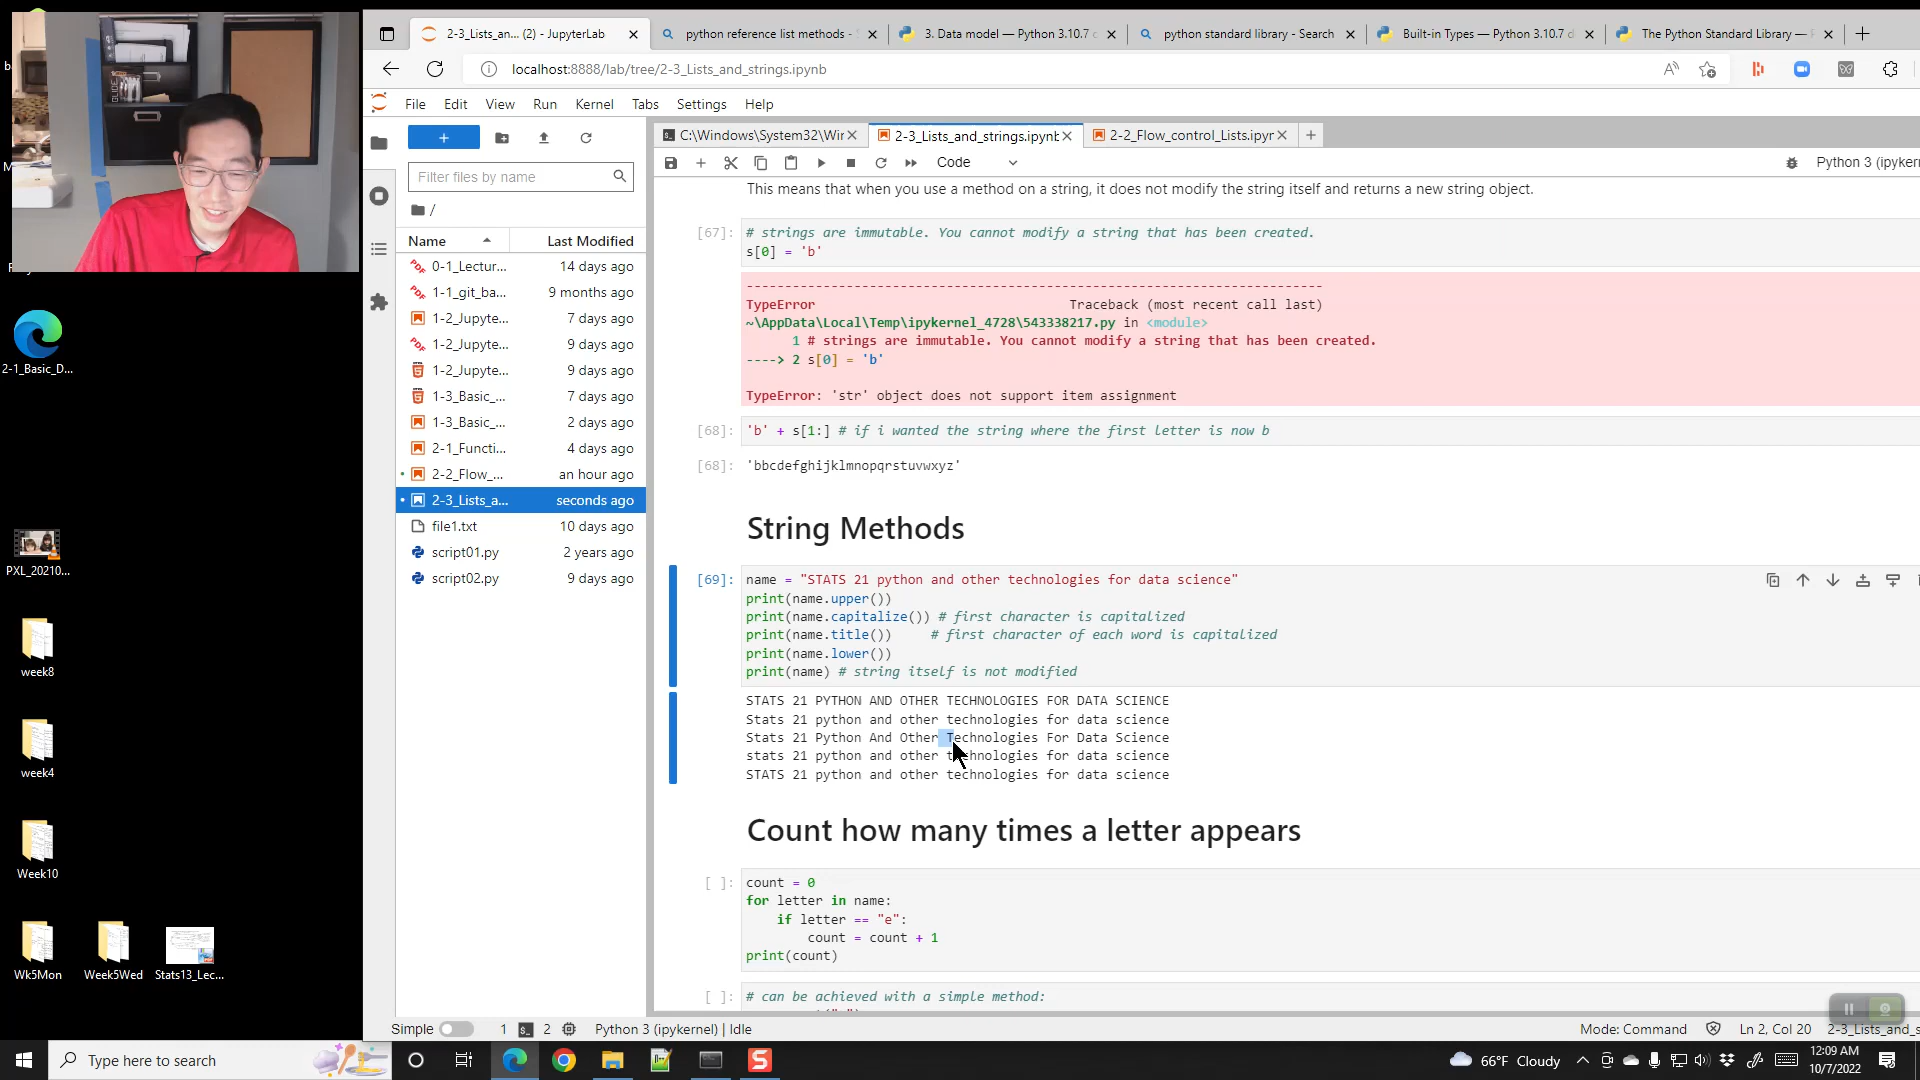 2-3_Lists_an... (2) - JupyterLab
python reference list methods -
3. Data model — Python 3.10.7
python standard library - Search
Built-in Types — Python 3.10.7 d
The Python Standard Library —
localhost:8888/lab/tree/2-3_Lists_and_strings.ipynb
File Edit View Run Kernel Tabs Settings Help
C:\Windows\System32\Wir
2-3_Lists_and_strings.ipynb
2-2_Flow_control_Lists.ipyr
Code
Python 3 (ipykern
Filter files by name
/
Name Last Modified
0-1_Lectur... 14 days ago
1-1_git_ba... 9 months ago
1-2_Jupyte... 7 days ago
1-2_Jupyte... 9 days ago
1-2_Jupyte... 9 days ago
1-3_Basic_... 7 days ago
1-3_Basic_... 2 days ago
2-1_Functi... 4 days ago
2-2_Flow_... an hour ago
2-3_Lists_a... seconds ago
file1.txt 10 days ago
script01.py 2 years ago
script02.py 9 days ago
This means that when you use a method on a string, it does not modify the string itself and returns a new string object.
[67]: # strings are immutable. You cannot modify a string that has been created.
s[0] = 'b'
---------------------------------------------------------------------------
TypeError Traceback (most recent call last)
~\AppData\Local\Temp\ipykernel_4728\543338217.py in <module>
1 # strings are immutable. You cannot modify a string that has been created.
----> 2 s[0] = 'b'
TypeError: 'str' object does not support item assignment
[68]: 'b' + s[1:] # if i wanted the string where the first letter is now b
[68]: 'bbcdefghijklmnopqrstuvwxyz'
String Methods
[69]: name = "STATS 21 python and other technologies for data science"
print(name.upper())
print(name.capitalize()) # first character is capitalized
print(name.title()) # first character of each word is capitalized
print(name.lower())
print(name) # string itself is not modified
STATS 21 PYTHON AND OTHER TECHNOLOGIES FOR DATA SCIENCE
Stats 21 python and other technologies for data science
Stats 21 Python And Other Technologies For Data Science
stats 21 python and other technologies for data science
STATS 21 python and other technologies for data science
Count how many times a letter appears
[ ]: count = 0
for letter in name:
if letter == "e":
count = count + 1
print(count)
[ ]: # can be achieved with a simple method:
Simple 1 2 Python 3 (ipykernel) | Idle
Mode: Command Ln 2, Col 20 2-3_Lists_and_s
2-1_Basic_D...
PXL_20210...
week8
week4
Week10
Wk5Mon
Week5Wed
Stats13_Lec...
Type here to search
66°F Cloudy
12:09 AM
10/7/2022